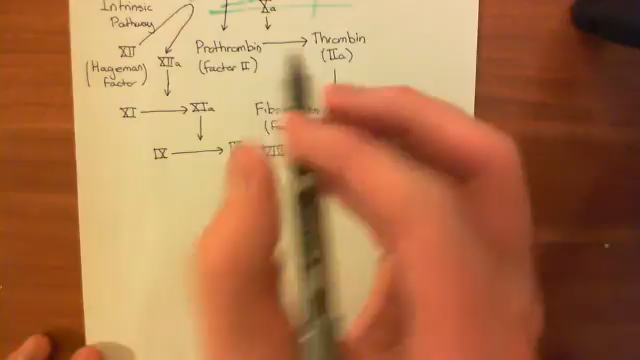 Intrinsic
Pathway
Xa
XII
(Hageman
Factor)
XIIa
Prothrombin
(factor II)
Thrombin
(IIa)
XI
XIa
IX